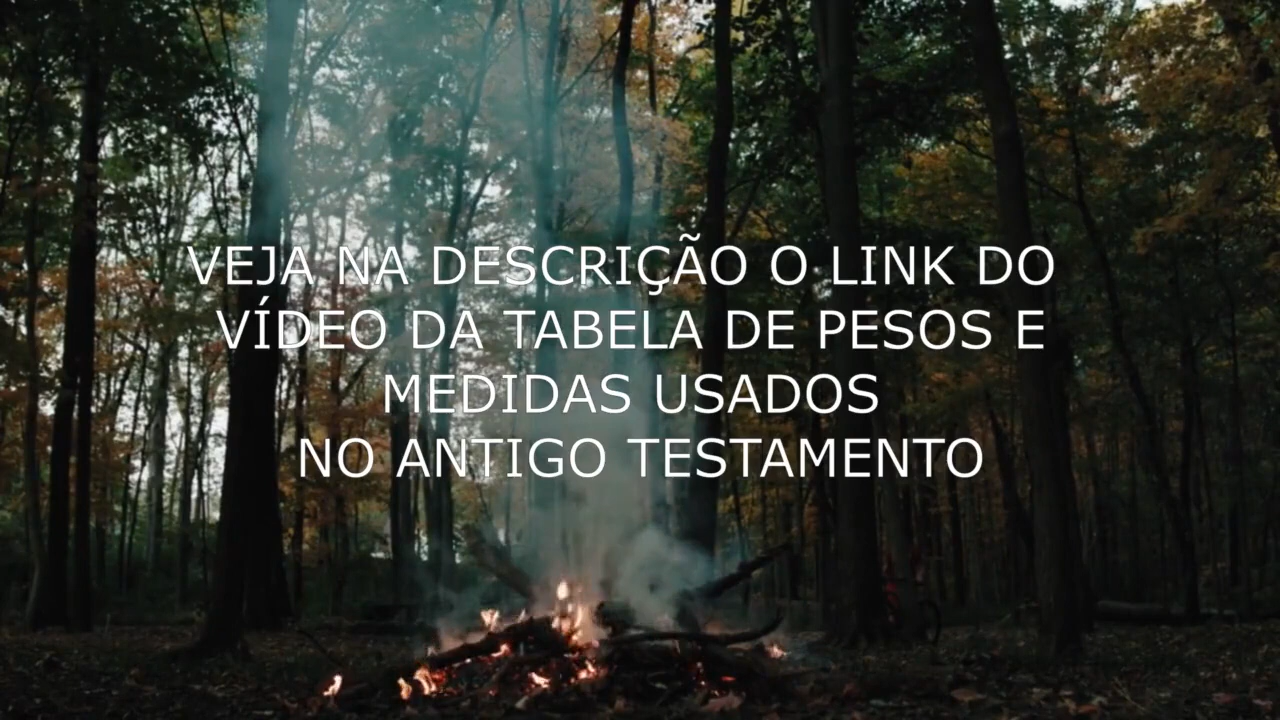 VEJA NA DESCRIÇÃO O LINK DO
VÍDEO DA TABELA DE PESOS E
MEDIDAS USADOS
NO ANTIGO TESTAMENTO